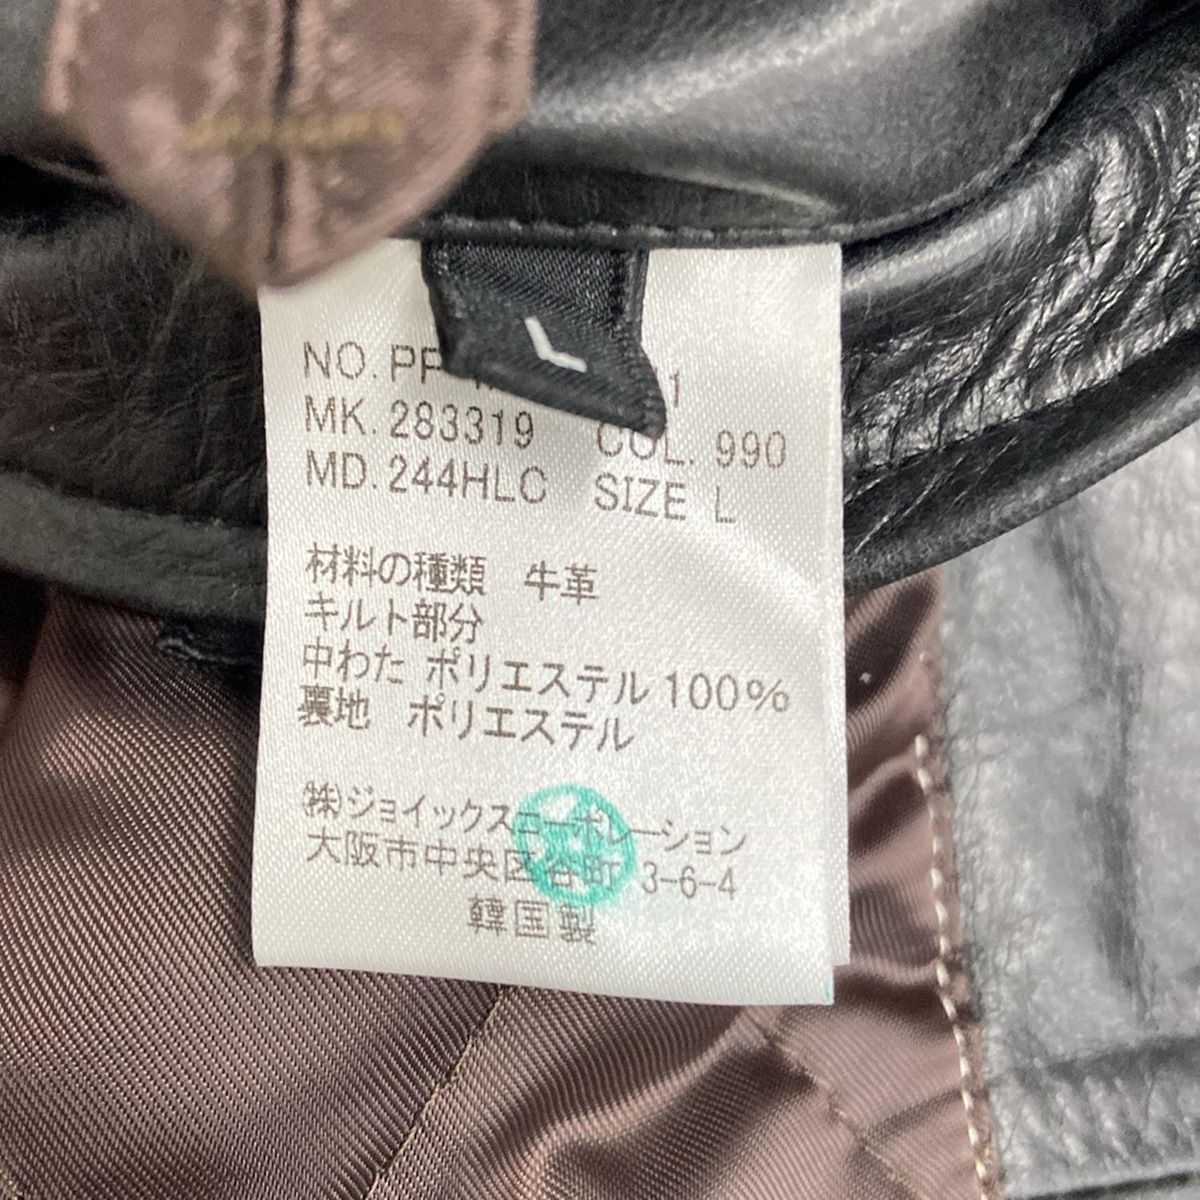 L
NO. PP 1
MK. 283319 COL. 990
MD. 244HLC SIZE L
材料の種類 牛革
キルト部分
中わた ポリエステル 100%
裏地 ポリエステル
㈱ジョイックスコーポレーション
大阪市中央区谷町 3-6-4
韓国製